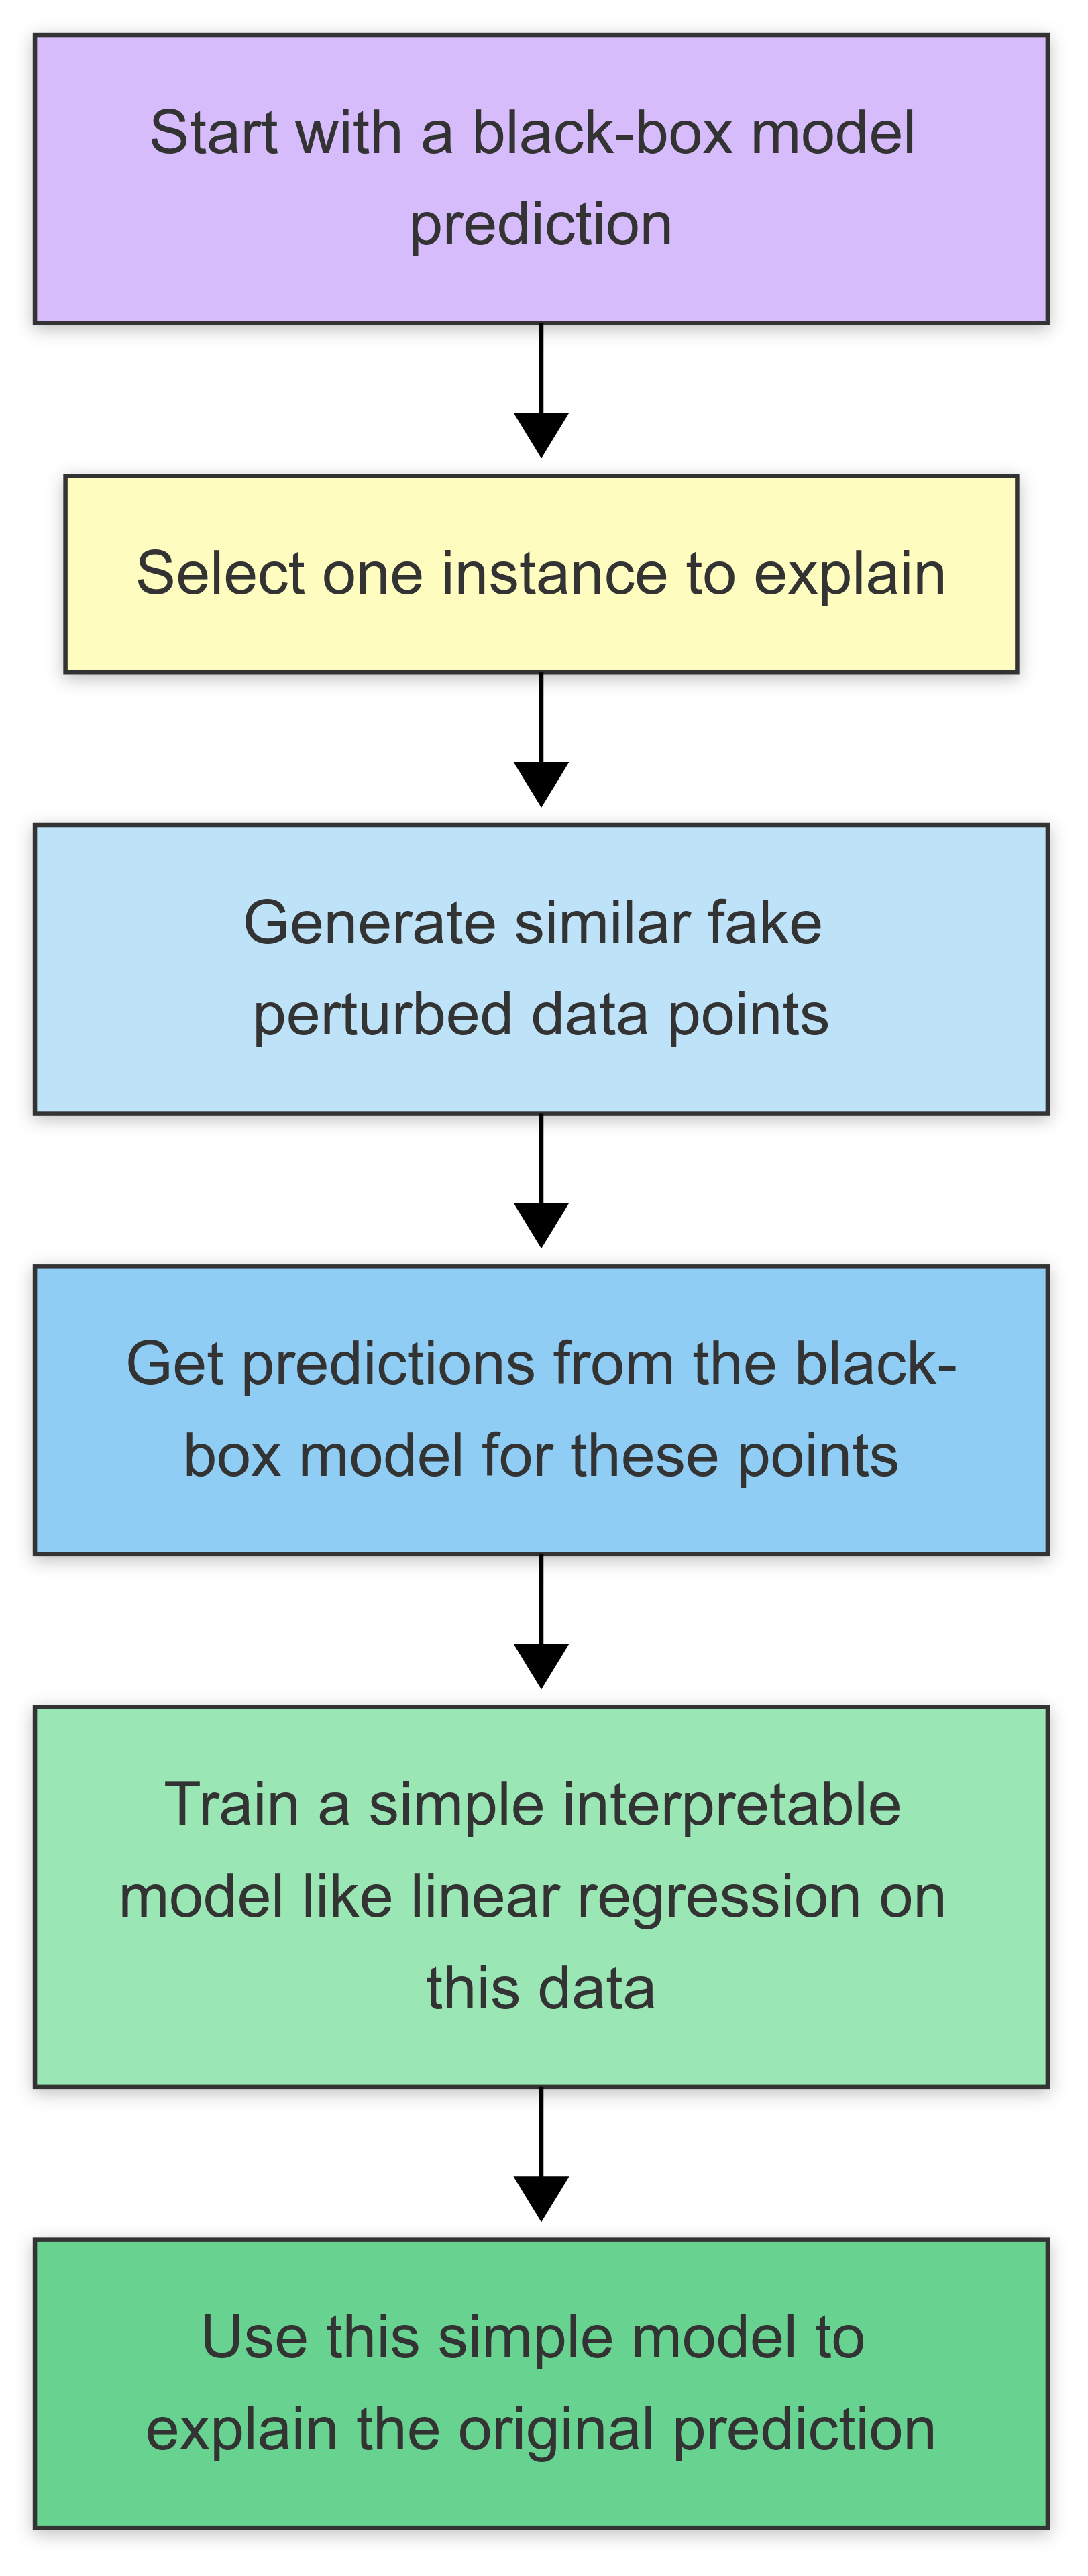 Start with a black-box model
prediction
Select one instance to explain
Generate similar fake
perturbed data points
Get predictions from the black-
box model for these points
Train a simple interpretable
model like linear regression on
this data
Use this simple model to
explain the original prediction